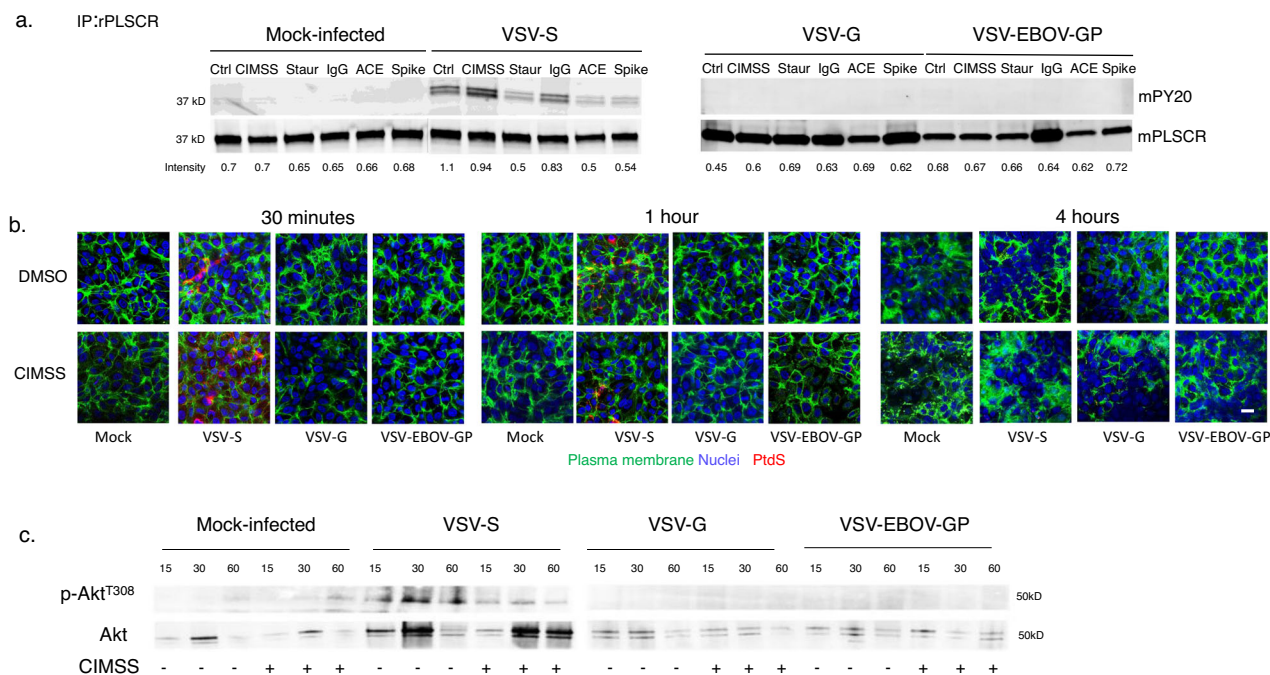 a. IP:rPLSCR
Mock-infected VSV-S VSV-G VSV-EBOV-GP
Ctrl CIMSS Staur IgG ACE Spike Ctrl CIMSS Staur IgG ACE Spike Ctrl CIMSS Staur IgG ACE Spike Ctrl CIMSS Staur IgG ACE Spike
37 kD mPY20
37 kD mPLSCR
Intensity 0.7 0.7 0.65 0.65 0.66 0.68 1.1 0.94 0.5 0.83 0.5 0.54 0.45 0.6 0.69 0.63 0.69 0.62 0.68 0.67 0.66 0.64 0.62 0.72
b. 30 minutes 1 hour 4 hours
DMSO
CIMSS
Mock VSV-S VSV-G VSV-EBOV-GP Mock VSV-S VSV-G VSV-EBOV-GP Mock VSV-S VSV-G VSV-EBOV-GP
Plasma membrane Nuclei PtdS
c. Mock-infected VSV-S VSV-G VSV-EBOV-GP
15 30 60 15 30 60 15 30 60 15 30 60 15 30 60 15 30 60 15 30 60 15 30 60
p-Akt^T308 50kD
Akt 50kD
CIMSS - - - + + + - - - + + + - - - + + + - - - + + +